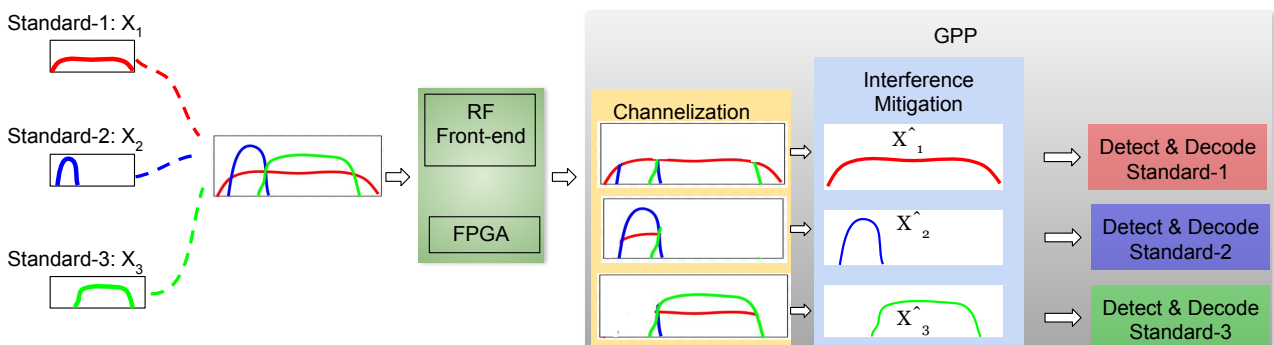 Standard-1: X₁
Standard-2: X₂
Standard-3: X₃
RF
Front-end
FPGA
GPP
Channelization
Interference
Mitigation
X^₁
X^₂
X^₃
Detect & Decode
Standard-1
Detect & Decode
Standard-2
Detect & Decode
Standard-3